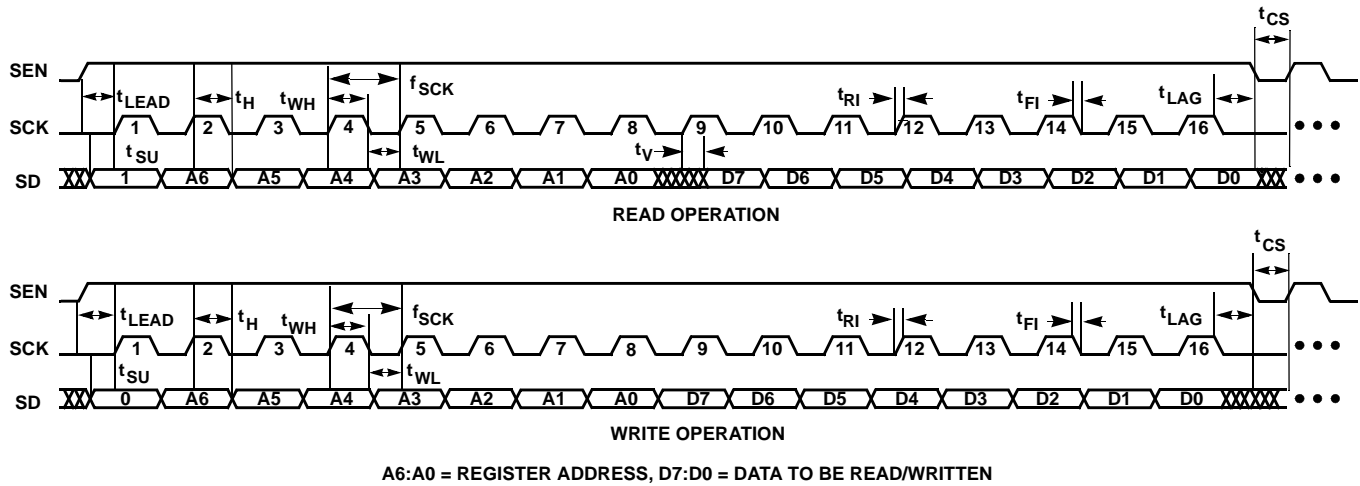 tCS
SEN
tLEAD tH tWH fSCK tRI tFI tLAG
SCK 1 2 3 4 5 6 7 8 9 10 11 12 13 14 15 16 •••
tSU tWL tV
SD 1 A6 A5 A4 A3 A2 A1 A0 D7 D6 D5 D4 D3 D2 D1 D0 •••
READ OPERATION
tCS
SEN
tLEAD tH tWH fSCK tRI tFI tLAG
SCK 1 2 3 4 5 6 7 8 9 10 11 12 13 14 15 16 •••
tSU tWL
SD 0 A6 A5 A4 A3 A2 A1 A0 D7 D6 D5 D4 D3 D2 D1 D0 •••
WRITE OPERATION
A6:A0 = REGISTER ADDRESS, D7:D0 = DATA TO BE READ/WRITTEN